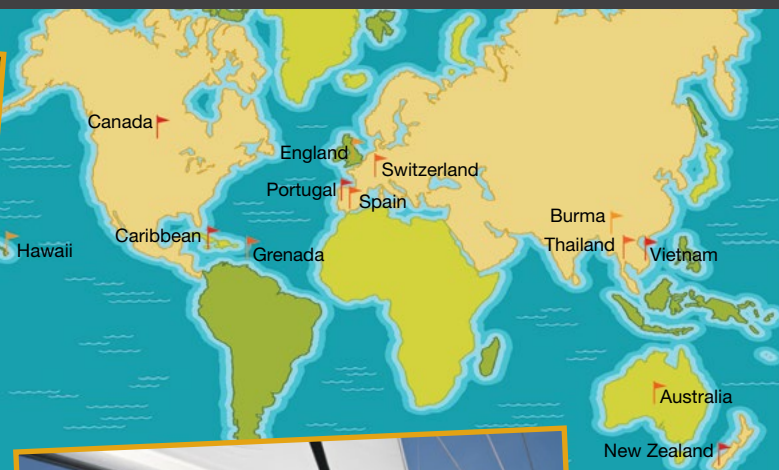 Canada
England
Switzerland
Portugal
Spain
Burma
Caribbean
Thailand
Vietnam
Hawaii
Grenada
Australia
New Zealand